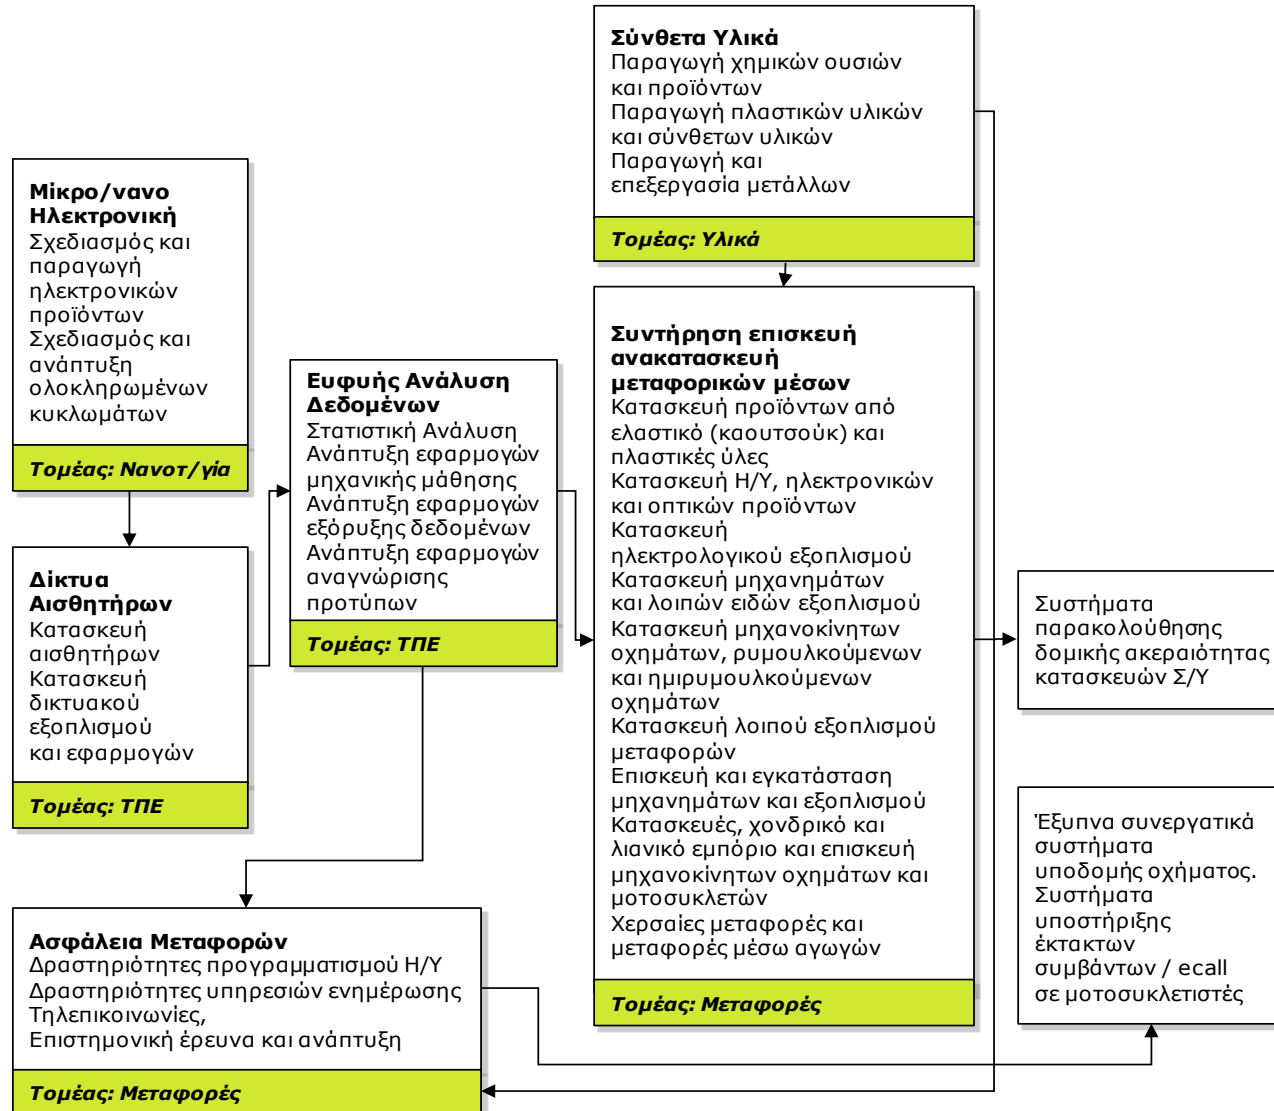 Σύνθετα Υλικά
Παραγωγή χημικών ουσιών
και προϊόντων
Παραγωγή πλαστικών υλικών
και σύνθετων υλικών
Παραγωγή και
επεξεργασία μετάλλων
Τομέας: Υλικά
Μίκρο/νανο
Ηλεκτρονική
Σχεδιασμός και
παραγωγή
ηλεκτρονικών
προϊόντων
Σχεδιασμός και
ανάπτυξη
ολοκληρωμένων
κυκλωμάτων
Τομέας: Νανοτ/γία
Δίκτυα
Αισθητήρων
Κατασκευή
αισθητήρων
Κατασκευή
δικτυακού
εξοπλισμού
και εφαρμογών
Τομέας: ΤΠΕ
Ευφυής Ανάλυση
Δεδομένων
Στατιστική Ανάλυση
Ανάπτυξη εφαρμογών
μηχανικής μάθησης
Ανάπτυξη εφαρμογών
εξόρυξης δεδομένων
Ανάπτυξη εφαρμογών
αναγνώρισης
προτύπων
Τομέας: ΤΠΕ
Συντήρηση επισκευή
ανακατασκευή
μεταφορικών μέσων
Κατασκευή προϊόντων από
ελαστικό (καουτσούκ) και
πλαστικές ύλες
Κατασκευή Η/Υ, ηλεκτρονικών
και οπτικών προϊόντων
Κατασκευή
ηλεκτρολογικού εξοπλισμού
Κατασκευή μηχανημάτων
και λοιπών ειδών εξοπλισμού
Κατασκευή μηχανοκίνητων
οχημάτων, ρυμουλκούμενων
και ημιρυμουλκούμενων
οχημάτων
Κατασκευή λοιπού εξοπλισμού
μεταφορών
Επισκευή και εγκατάσταση
μηχανημάτων και εξοπλισμού
Κατασκευές, χονδρικό και
λιανικό εμπόριο και επισκευή
μηχανοκίνητων οχημάτων και
μοτοσυκλετών
Χερσαίες μεταφορές και
μεταφορές μέσω αγωγών
Τομέας: Μεταφορές
Συστήματα
παρακολούθησης
δομικής ακεραιότητας
κατασκευών Σ/Υ
Έξυπνα συνεργατικά
συστήματα
υποδομής οχήματος.
Συστήματα
υποστήριξης
έκτακτων
συμβάντων / ecall
σε μοτοσυκλετιστές
Ασφάλεια Μεταφορών
Δραστηριότητες προγραμματισμού Η/Υ
Δραστηριότητες υπηρεσιών ενημέρωσης
Τηλεπικοινωνίες,
Επιστημονική έρευνα και ανάπτυξη
Τομέας: Μεταφορές